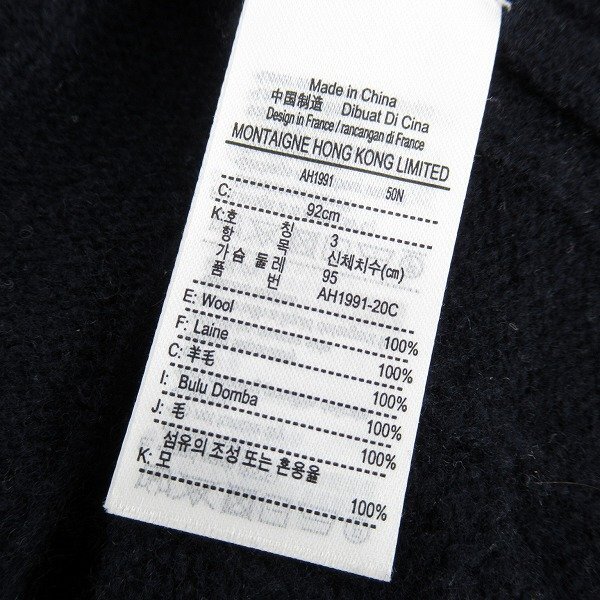 Made in China
中国制造 Dibuat Di Cina
Design in France / rancangan di France
MONTAIGNE HONG KONG LIMITED
AH1991 50N
C: 92cm
K: 호 칭 3
항 목 신체치수(cm)
가 슴 둘 레 95
품 번 AH1991-20C
E: Wool 100%
F: Laine 100%
C: 羊毛 100%
I: Bulu Domba 100%
J: 毛 100%
섬유의 조성 또는 혼용율
K: 모 100%